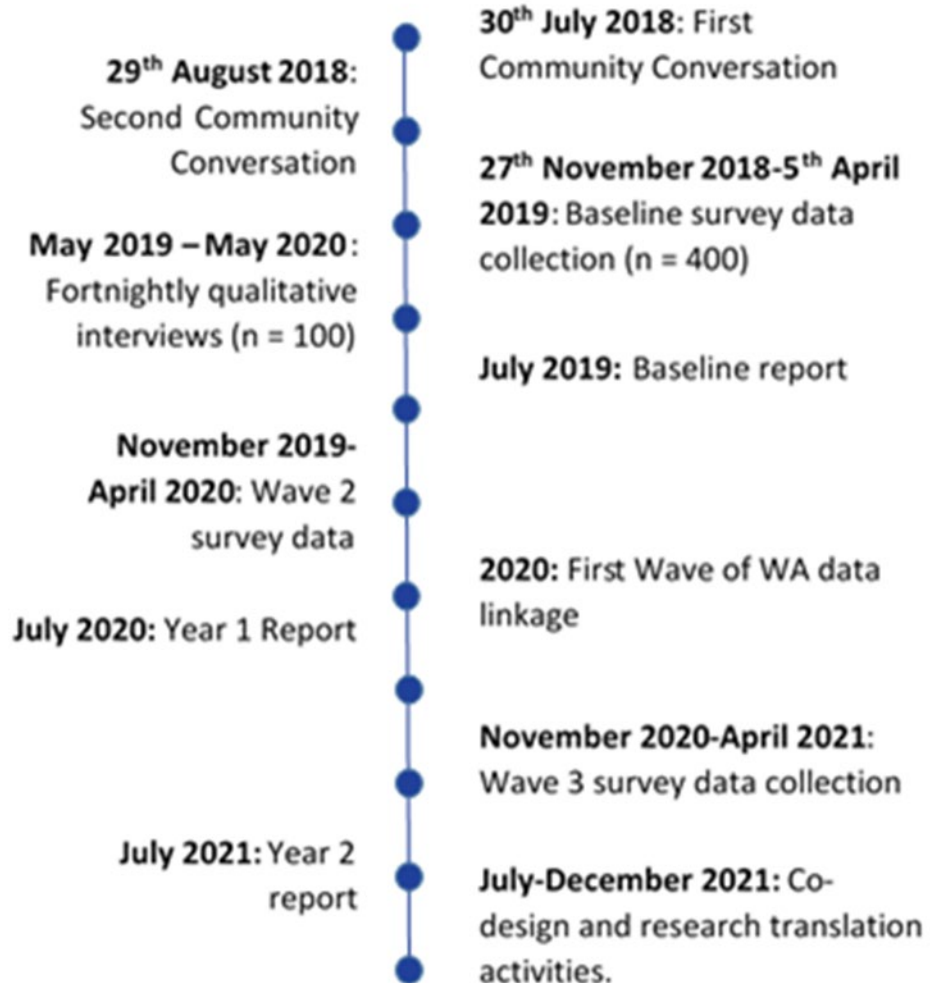 30th July 2018: First
Community Conversation
29th August 2018:
Second Community
Conversation
27th November 2018-5th April
2019: Baseline survey data
collection (n = 400)
May 2019 – May 2020:
Fortnightly qualitative
interviews (n = 100)
July 2019: Baseline report
November 2019-
April 2020: Wave 2
survey data
2020: First Wave of WA data
linkage
July 2020: Year 1 Report
November 2020-April 2021:
Wave 3 survey data collection
July 2021: Year 2
report
July-December 2021: Co-
design and research translation
activities.